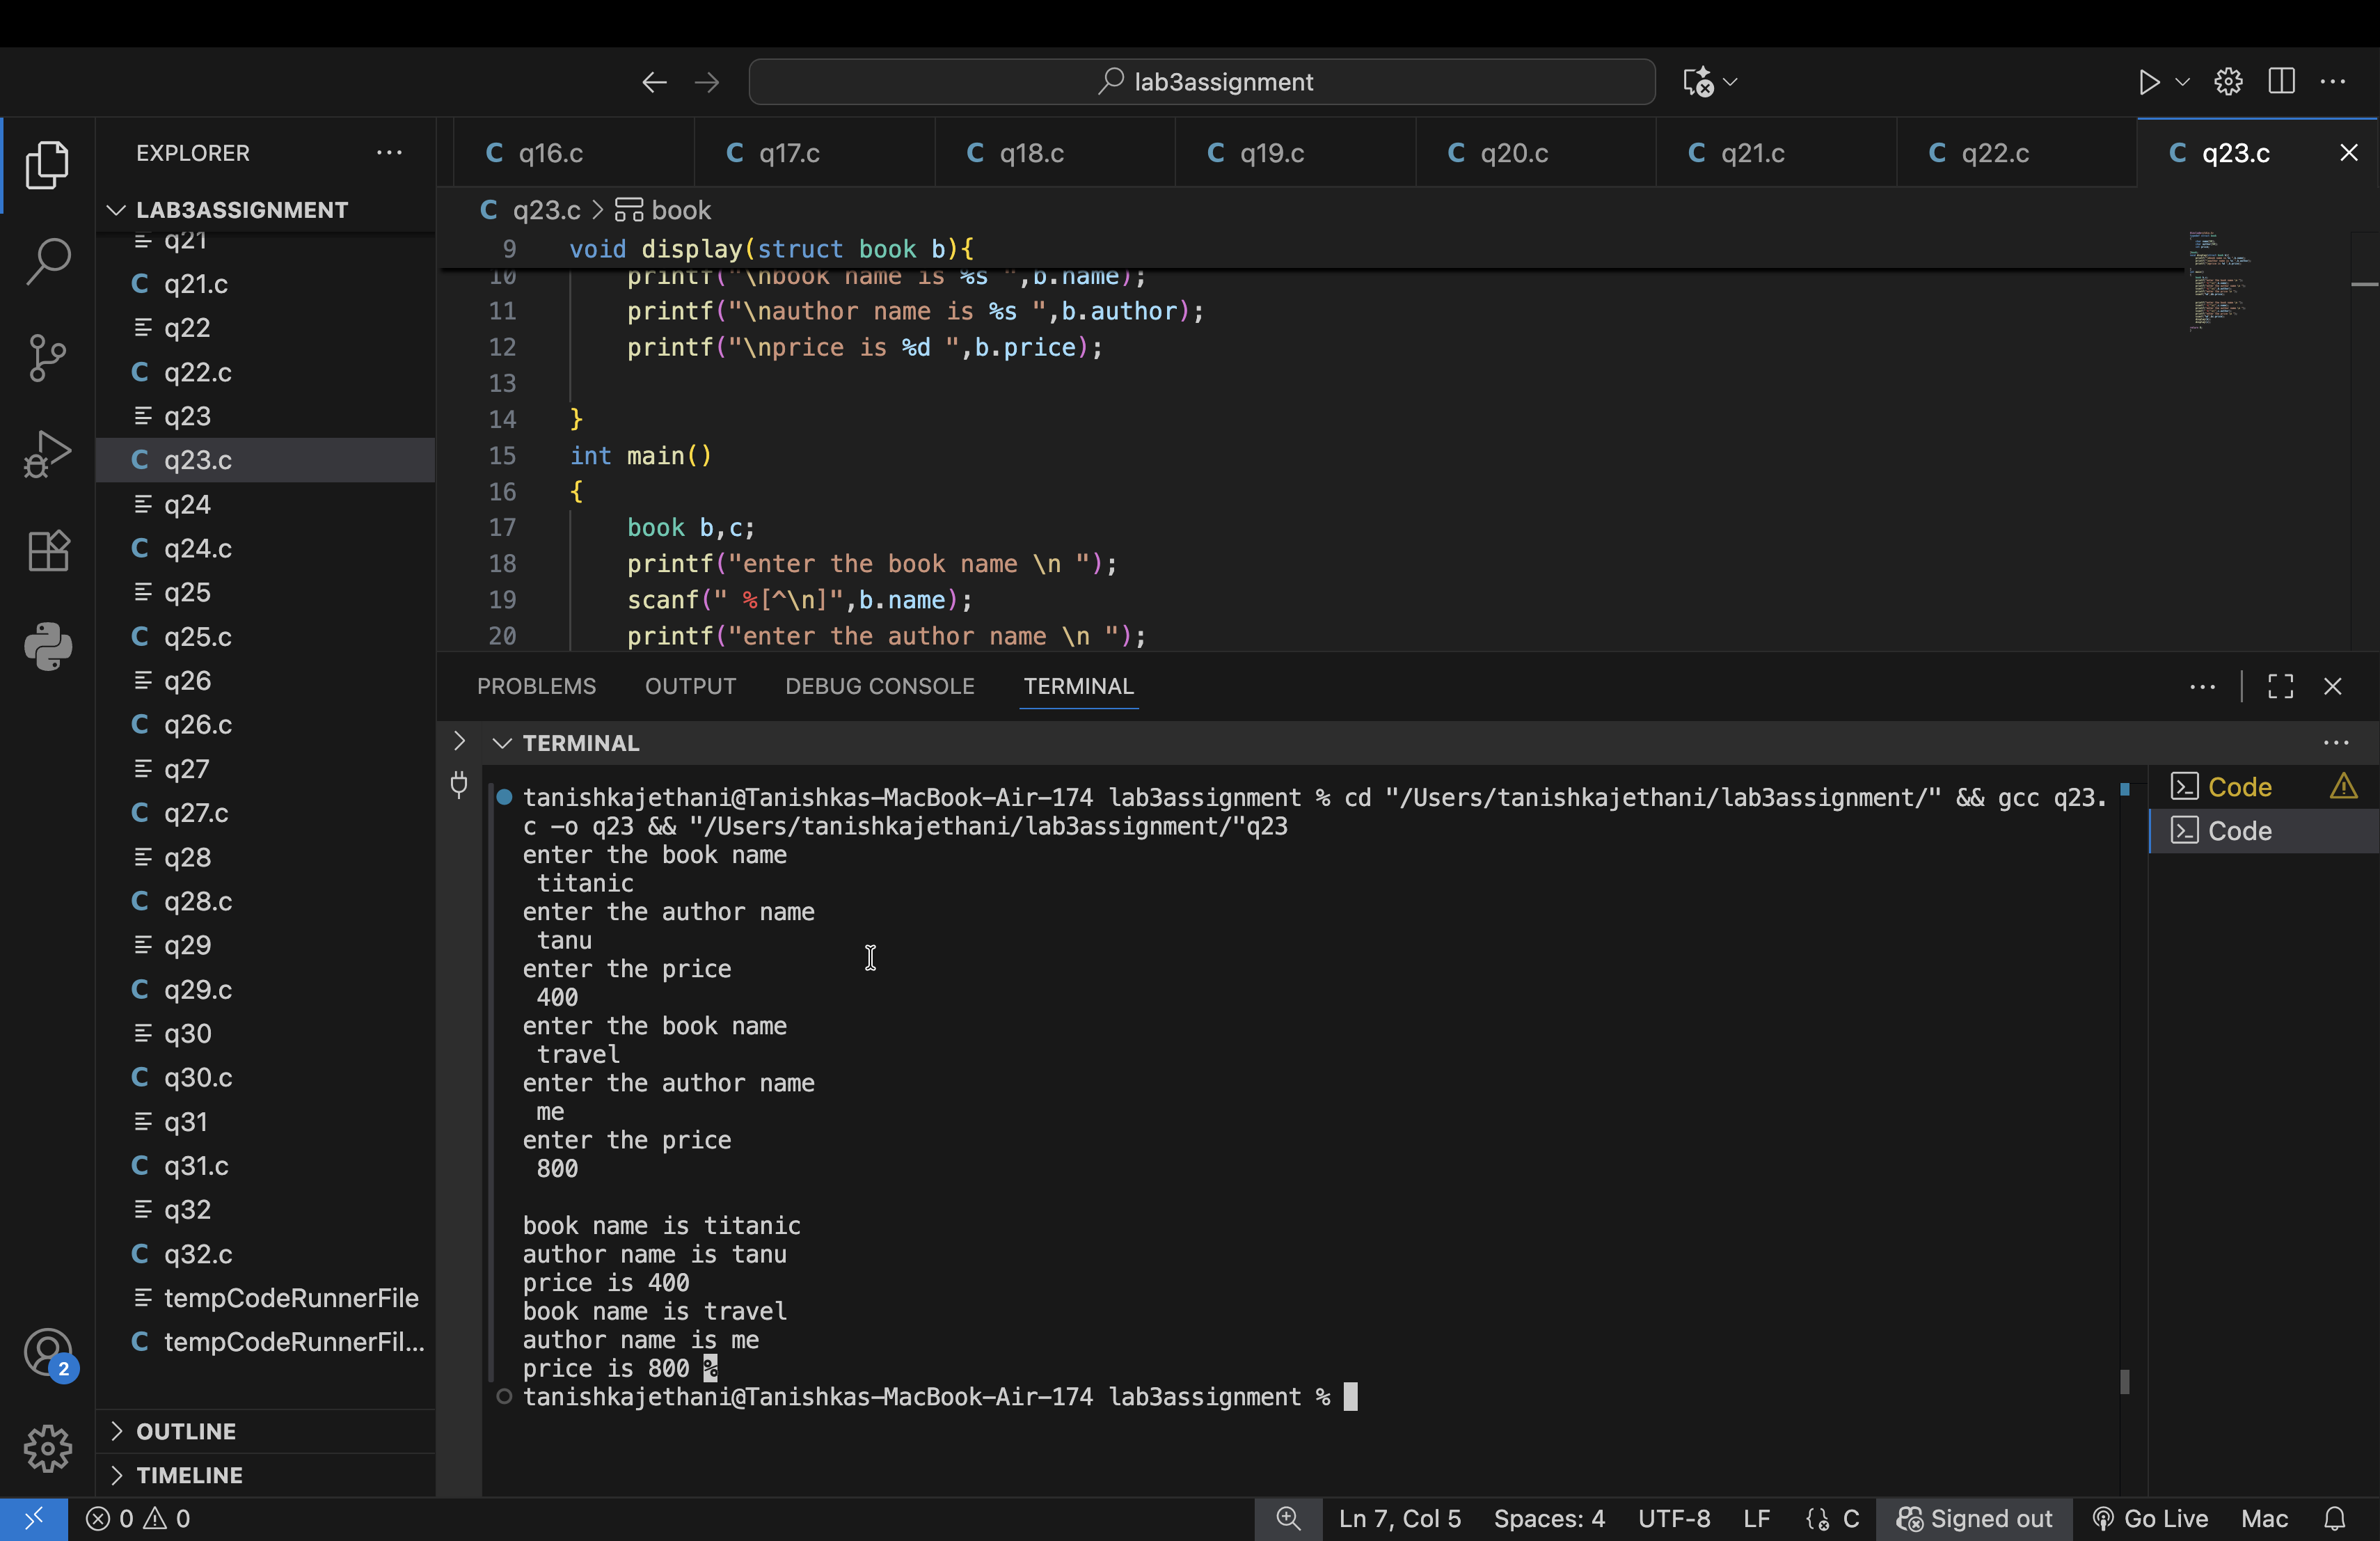 lab3assignment
EXPLORER
LAB3ASSIGNMENT
q21
C q21.c
q22
C q22.c
q23
C q23.c
q24
C q24.c
q25
C q25.c
q26
C q26.c
q27
C q27.c
q28
C q28.c
q29
C q29.c
q30
C q30.c
q31
C q31.c
q32
C q32.c
tempCodeRunnerFile
C tempCodeRunnerFil...
OUTLINE
TIMELINE
2
C q16.c C q17.c C q18.c C q19.c C q20.c C q21.c C q22.c C q23.c
C q23.c > book
9 void display(struct book b){
10 printf("\nbook name is %s ",b.name);
11 printf("\nauthor name is %s ",b.author);
12 printf("\nprice is %d ",b.price);
13
14 }
15 int main()
16 {
17 book b,c;
18 printf("enter the book name \n ");
19 scanf(" %[^\n]",b.name);
20 printf("enter the author name \n ");
PROBLEMS OUTPUT DEBUG CONSOLE TERMINAL
TERMINAL
tanishkajethani@Tanishkas-MacBook-Air-174 lab3assignment % cd "/Users/tanishkajethani/lab3assignment/" && gcc q23.
c -o q23 && "/Users/tanishkajethani/lab3assignment/"q23
enter the book name
titanic
enter the author name
tanu
enter the price
400
enter the book name
travel
enter the author name
me
enter the price
800
book name is titanic
author name is tanu
price is 400
book name is travel
author name is me
price is 800 %
tanishkajethani@Tanishkas-MacBook-Air-174 lab3assignment %
Code
Code
0 0 Ln 7, Col 5 Spaces: 4 UTF-8 LF C Signed out Go Live Mac